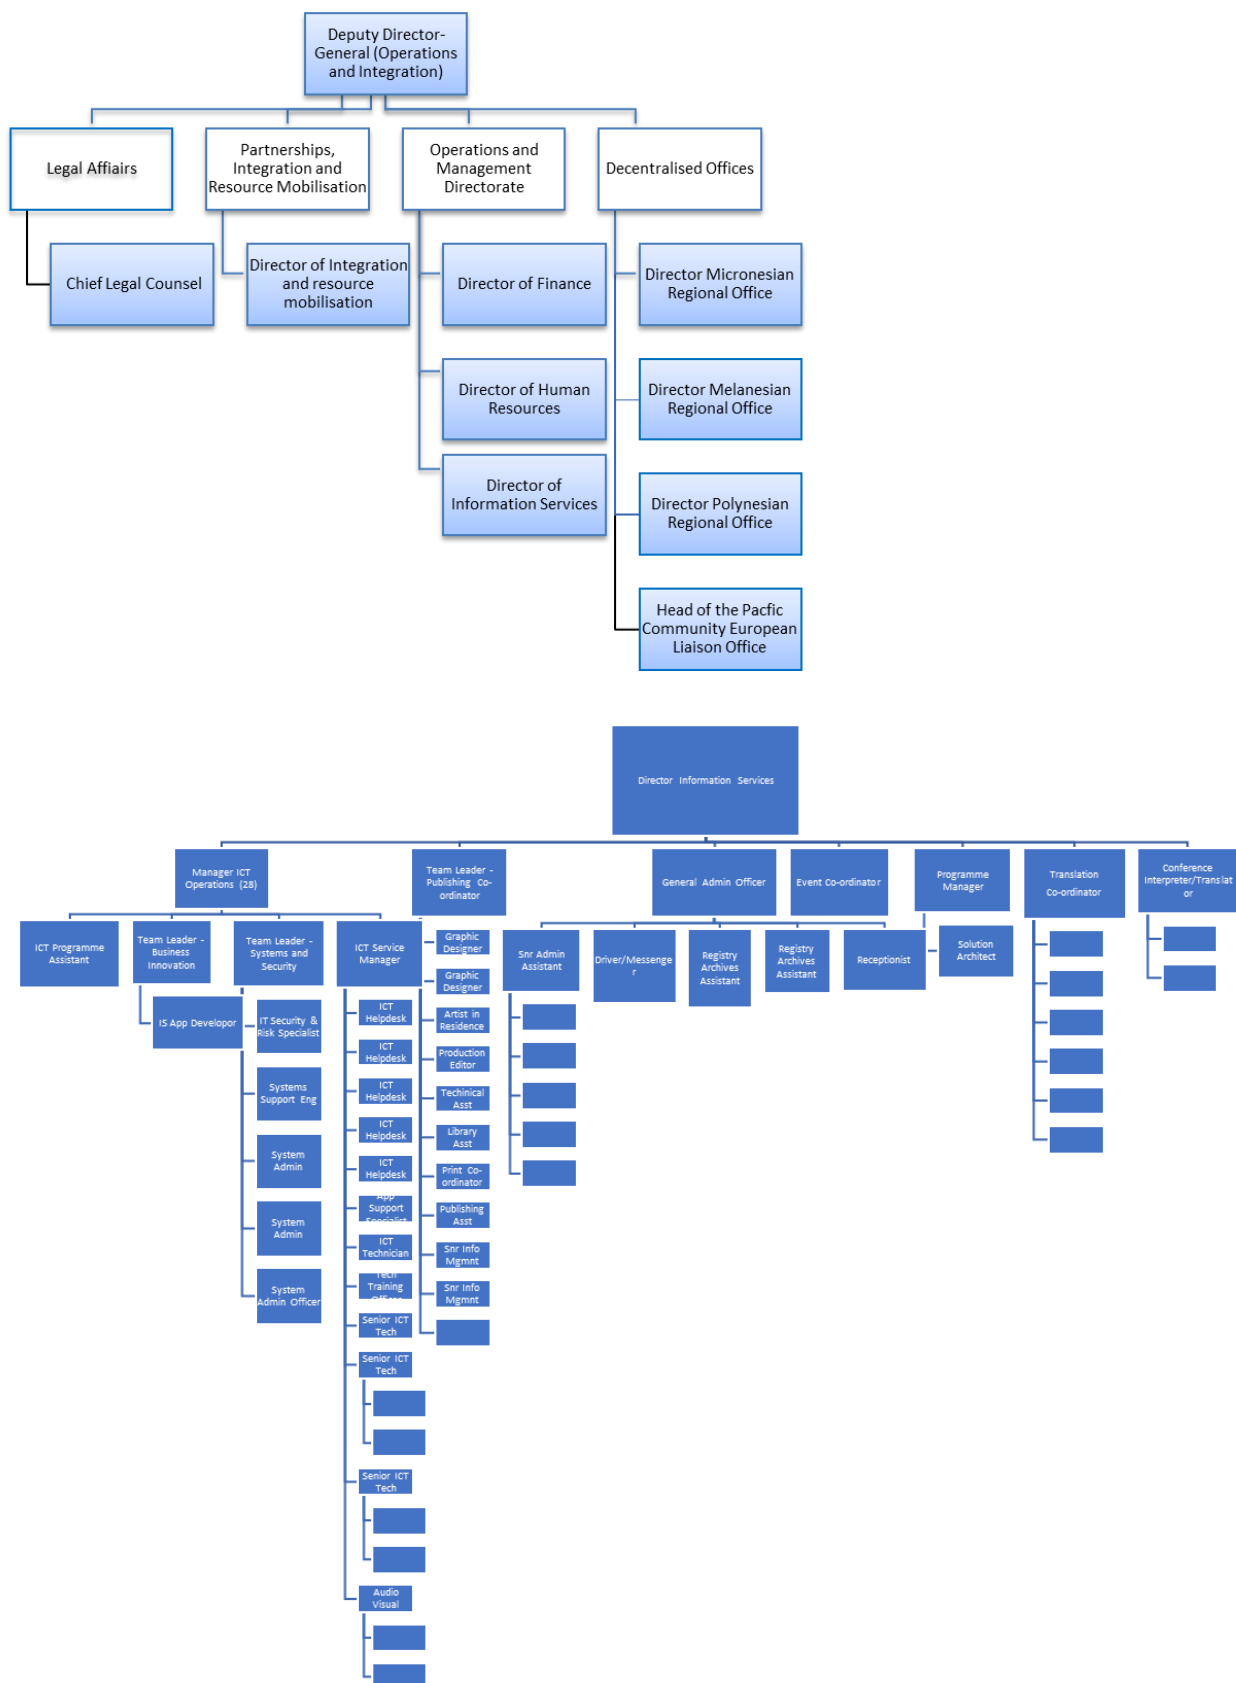 Deputy Director-
General (Operations
and Integration)
Legal Affiairs
Partnerships,
Integration and
Resource Mobilisation
Operations and
Management
Directorate
Decentralised Offices
Chief Legal Counsel
Director of Integration
and resource
mobilisation
Director of Finance
Director Micronesian
Regional Office
Director of Human
Resources
Director Melanesian
Regional Office
Director of
Information Services
Director Polynesian
Regional Office
Head of the Pacfic
Community European
Liaison Office
Director Information Services
Manager ICT
Operations (28)
Team Leader -
Publishing Co-
ordinator
General Admin Officer
Event Co-ordinator
Programme
Manager
Translation
Co-ordinator
Conference
Interpreter/Translat
or
ICT Programme
Assistant
Team Leader -
Business
Innovation
Team Leader -
Systems and
Security
ICT Service
Manager
Snr Admin
Assistant
Driver/Messenge
r
Registry
Archives
Assistant
Registry
Archives
Assistant
Receptionist
Solution
Architect
IS App Developor
IT Security &
Risk Specialist
Systems
Support Eng
System
Admin
System
Admin
System
Admin Officer
ICT
Helpdesk
ICT
Helpdesk
ICT
Helpdesk
ICT
Helpdesk
ICT
Helpdesk
App
Support
Specialist
ICT
Technician
Tech
Training
Officer
Senior ICT
Tech
Senior ICT
Tech
Senior ICT
Tech
Audio
Visual
Graphic
Designer
Graphic
Designer
Artist in
Residence
Production
Editor
Techinical
Asst
Library
Asst
Print Co-
ordinator
Publishing
Asst
Snr Info
Mgmnt
Snr Info
Mgmnt